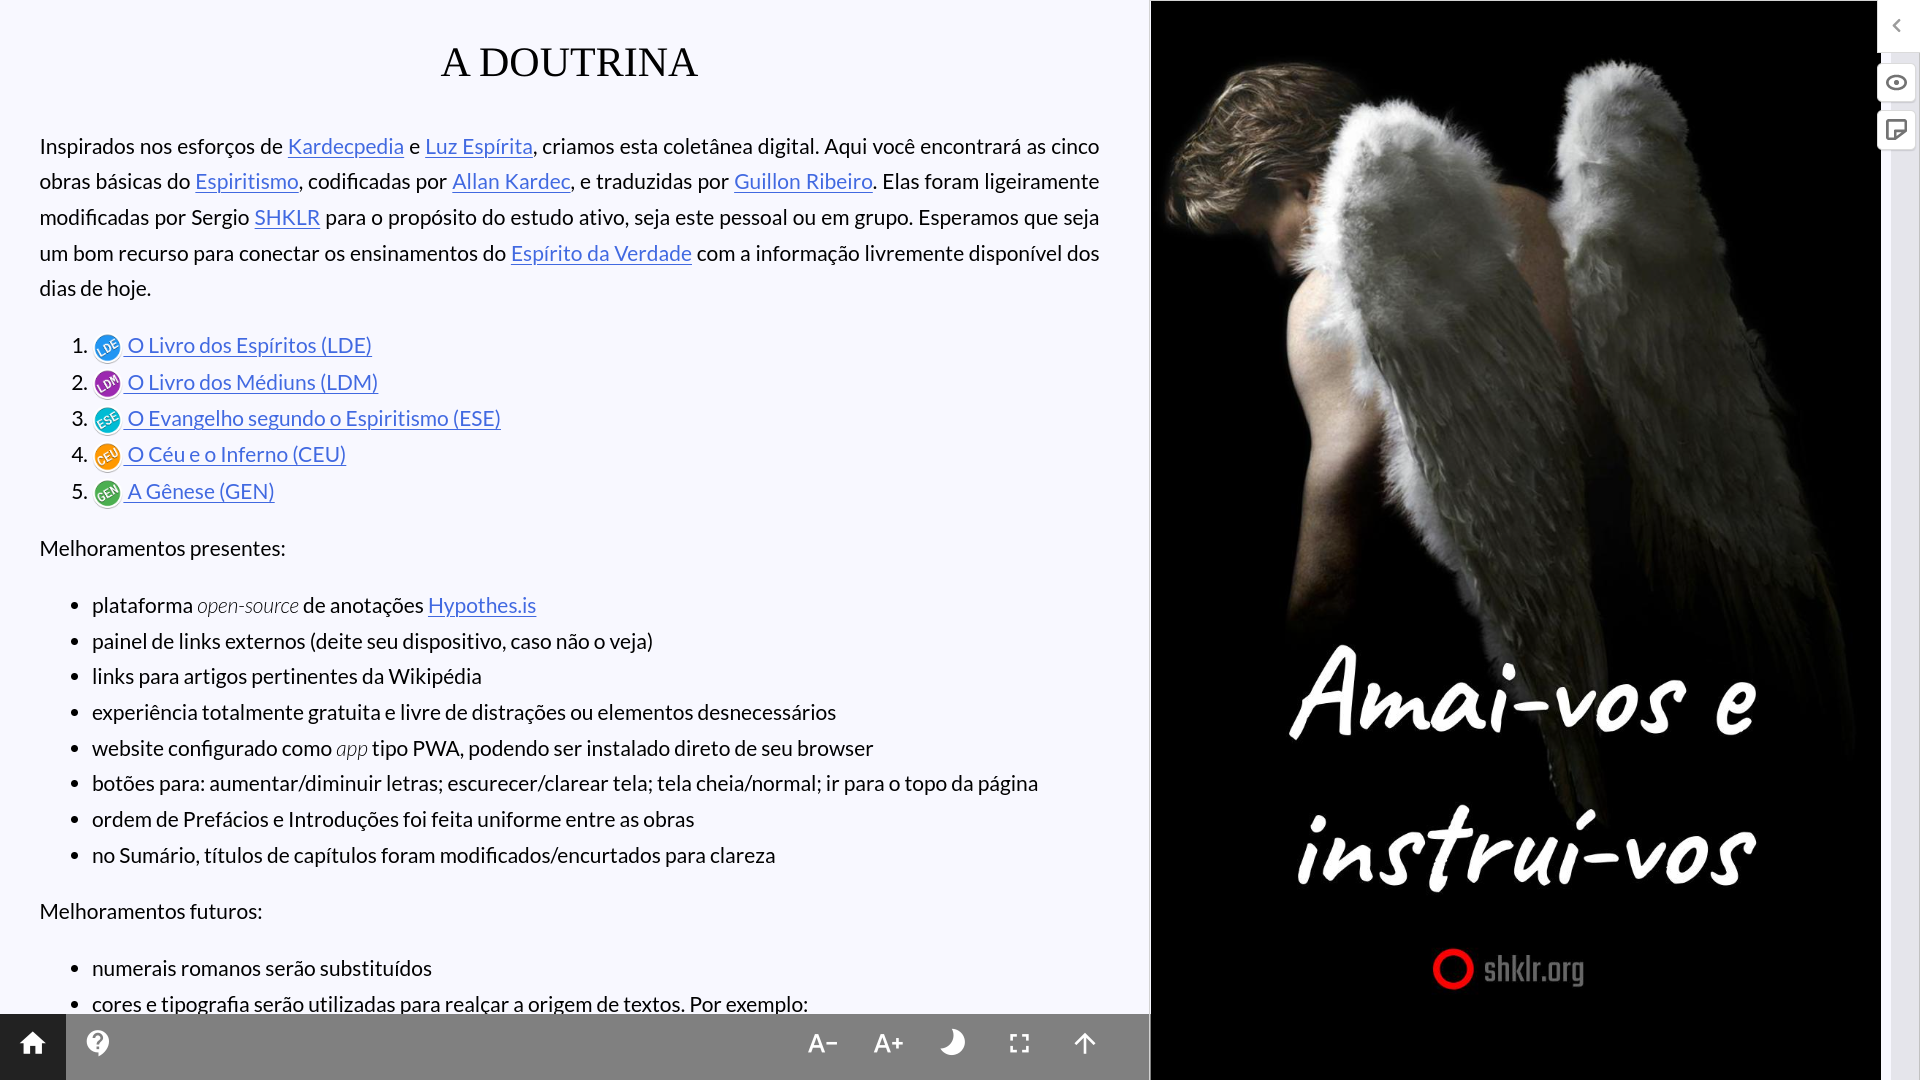 A DOUTRINA
Inspirados nos esforços de Kardecpedia e Luz Espírita, criamos esta coletânea digital. Aqui você encontrará as cinco
obras básicas do Espiritismo, codificadas por Allan Kardec, e traduzidas por Guillon Ribeiro. Elas foram ligeiramente
modificadas por Sergio SHKLR para o propósito do estudo ativo, seja este pessoal ou em grupo. Esperamos que seja
um bom recurso para conectar os ensinamentos do Espírito da Verdade com a informação livremente disponível dos
dias de hoje.
1. LDE O Livro dos Espíritos (LDE)
2. LDM O Livro dos Médiuns (LDM)
3. ESE O Evangelho segundo o Espiritismo (ESE)
4. CEU O Céu e o Inferno (CEU)
5. GEN A Gênese (GEN)
Melhoramentos presentes:
• plataforma open-source de anotações Hypothes.is
• painel de links externos (deite seu dispositivo, caso não o veja)
• links para artigos pertinentes da Wikipédia
• experiência totalmente gratuita e livre de distrações ou elementos desnecessários
• website configurado como app tipo PWA, podendo ser instalado direto de seu browser
• botões para: aumentar/diminuir letras; escurecer/clarear tela; tela cheia/normal; ir para o topo da página
• ordem de Prefácios e Introduções foi feita uniforme entre as obras
• no Sumário, títulos de capítulos foram modificados/encurtados para clareza
Melhoramentos futuros:
• numerais romanos serão substituídos
• cores e tipografia serão utilizadas para realçar a origem de textos. Por exemplo:
A− A+
Amai-vos e
instruí-vos
shklr.org